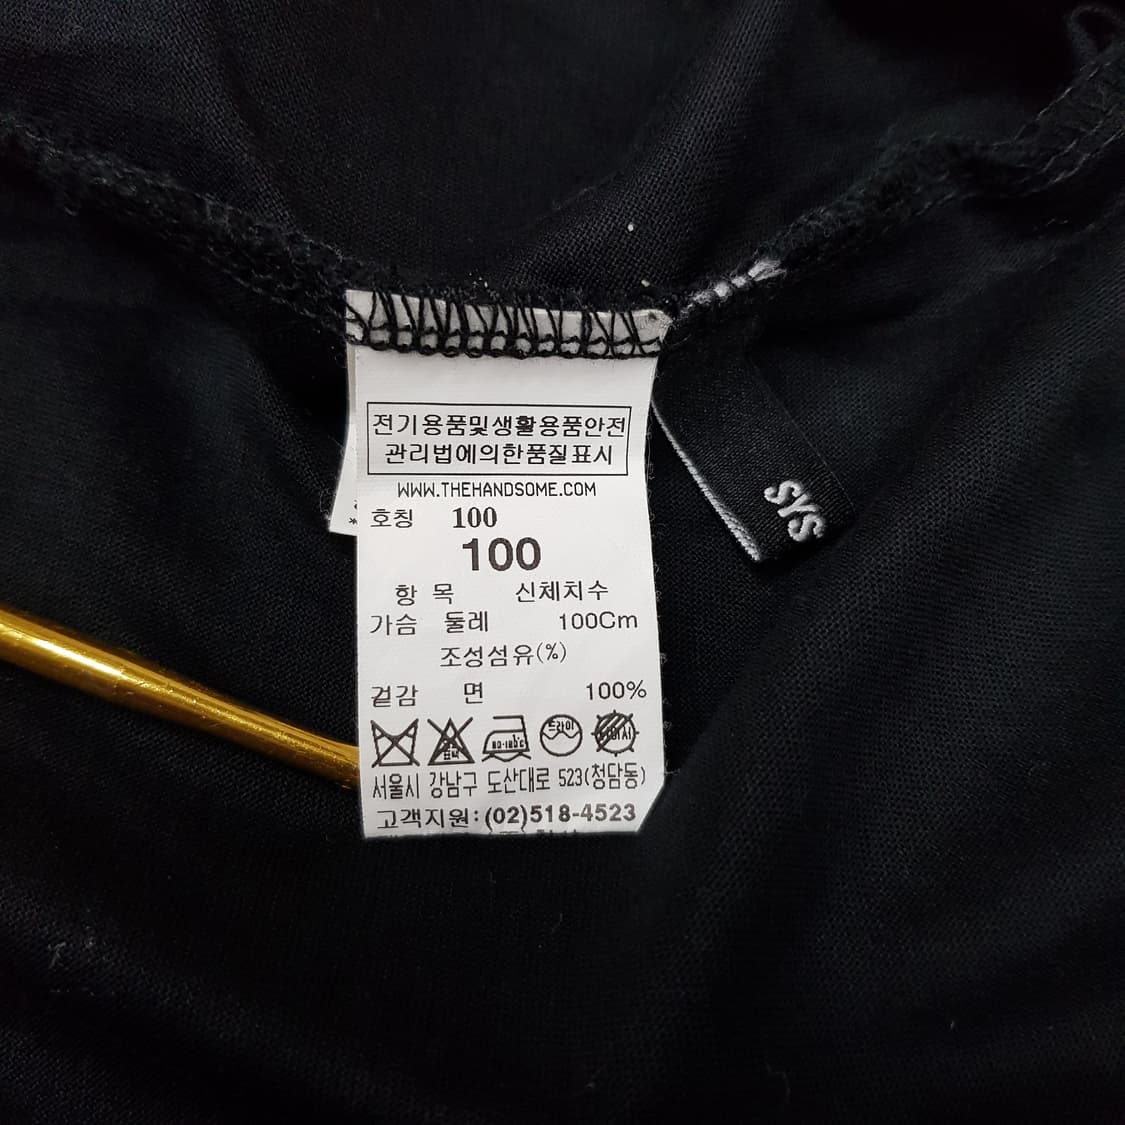 전기용품및생활용품안전
관리법에의한품질표시
WWW.THEHANDSOME.COM
호칭 100
100
항 목 신체치수
가슴 둘레 100Cm
조성섬유(%)
겉감 면 100%
드라이
서울시 강남구 도산대로 523(청담동)
고객지원:(02)518-4523
SYS